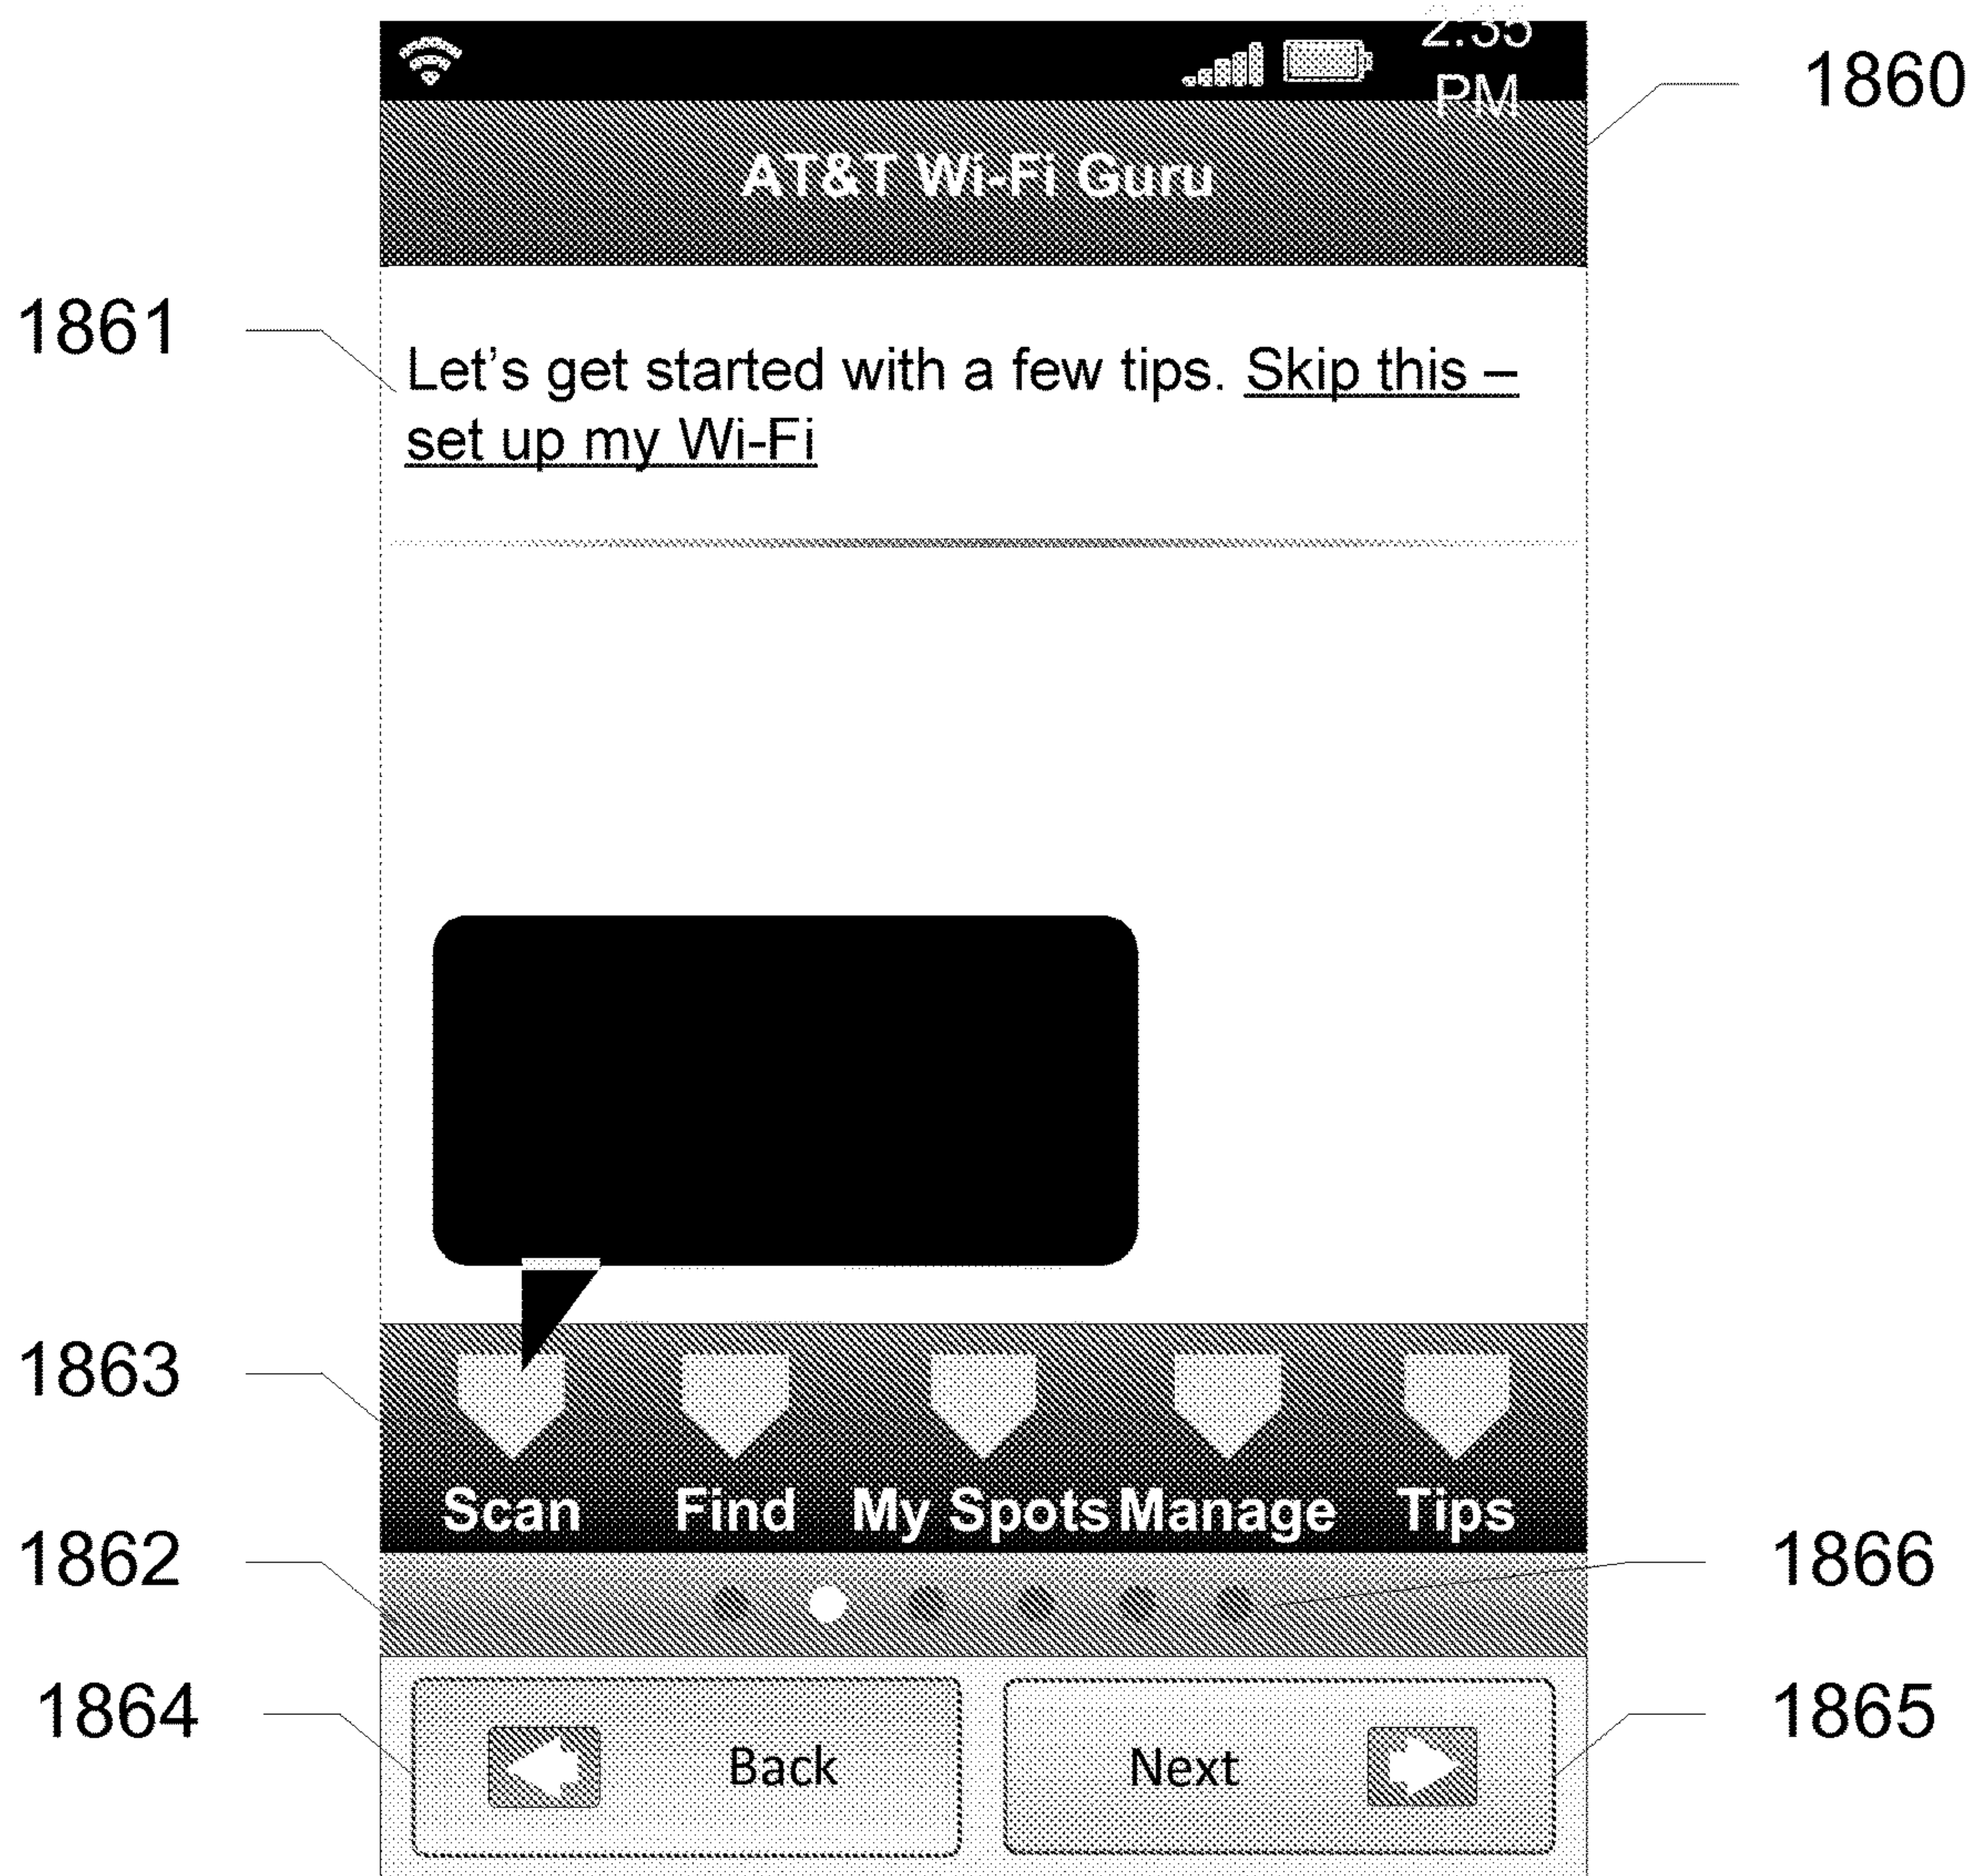 2:35
PM
1860
AT&T Wi-Fi Guru
1861
Let's get started with a few tips. Skip this –
set up my Wi-Fi
1863
Scan Find My Spots Manage Tips
1862
1866
1864
Back Next
1865